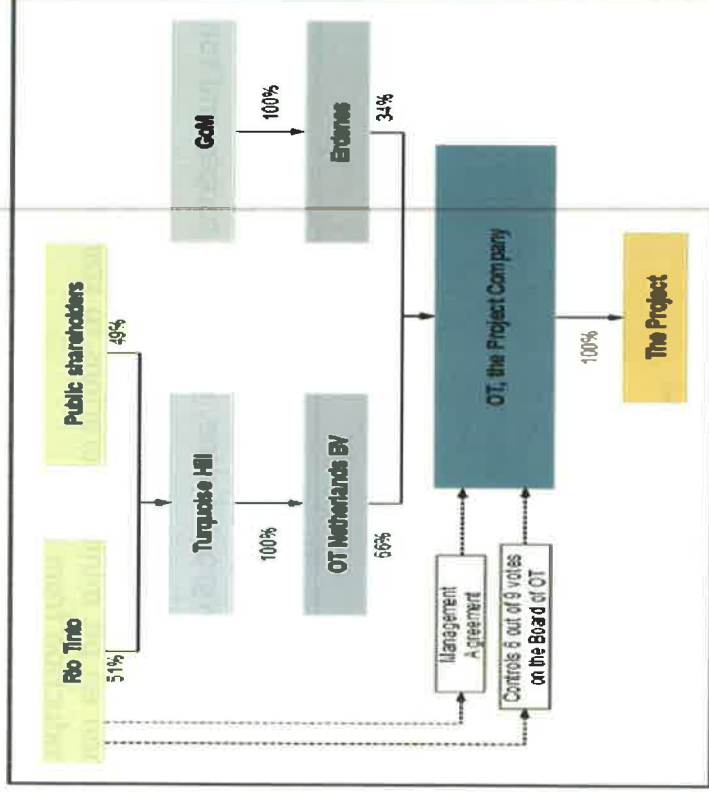 Rio Tinto
Public shareholders
51%
49%
Turquoise Hill
GoM
100%
100%
OT Netherlands BV
Erdenes
66%
34%
Management
Agreement
OT, the Project Company
Controls 6 out of 9 votes
on the Board of OT
100%
The Project